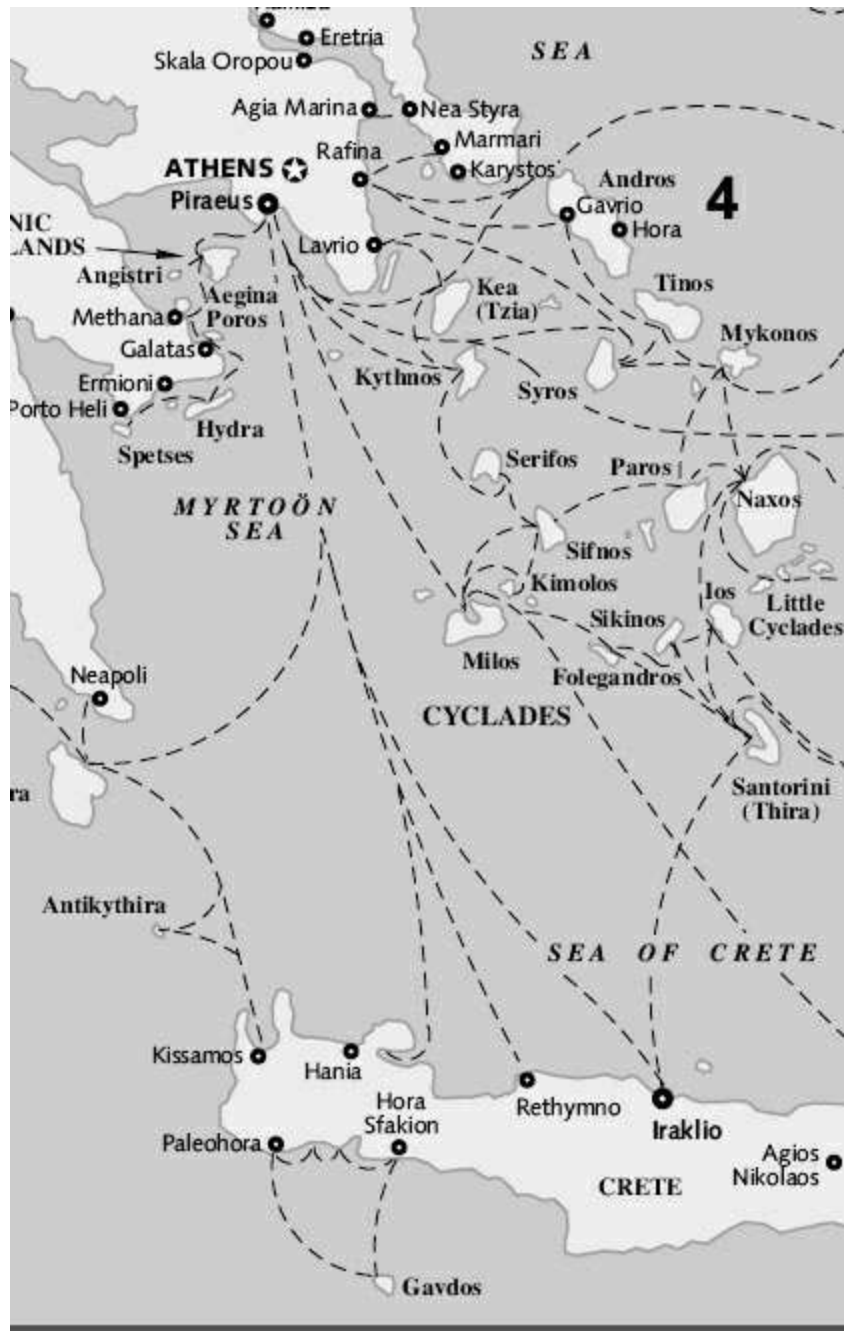 Eretria
SEA
Skala Oropou
Agia Marina
Nea Styra
Marmari
Rafina
ATHENS
Karystos
Andros
4
Piraeus
Gavrio
Hora
NIC
LANDS
Lavrio
Angistri
Kea
(Tzia)
Tinos
Aegina
Methana
Poros
Mykonos
Galatas
Kythnos
Syros
Ermioni
Porto Heli
Hydra
Spetses
Serifos
Paros
Naxos
MYRTOÖN
SEA
Sifnos
Kimolos
Ios
Little
Cyclades
Sikinos
Milos
Folegandros
Neapoli
CYCLADES
ra
Santorini
(Thira)
Antikythira
SEA OF CRETE
Kissamos
Hania
Hora
Sfakion
Rethymno
Iraklio
Paleohora
Agios
Nikolaos
CRETE
Gavdos